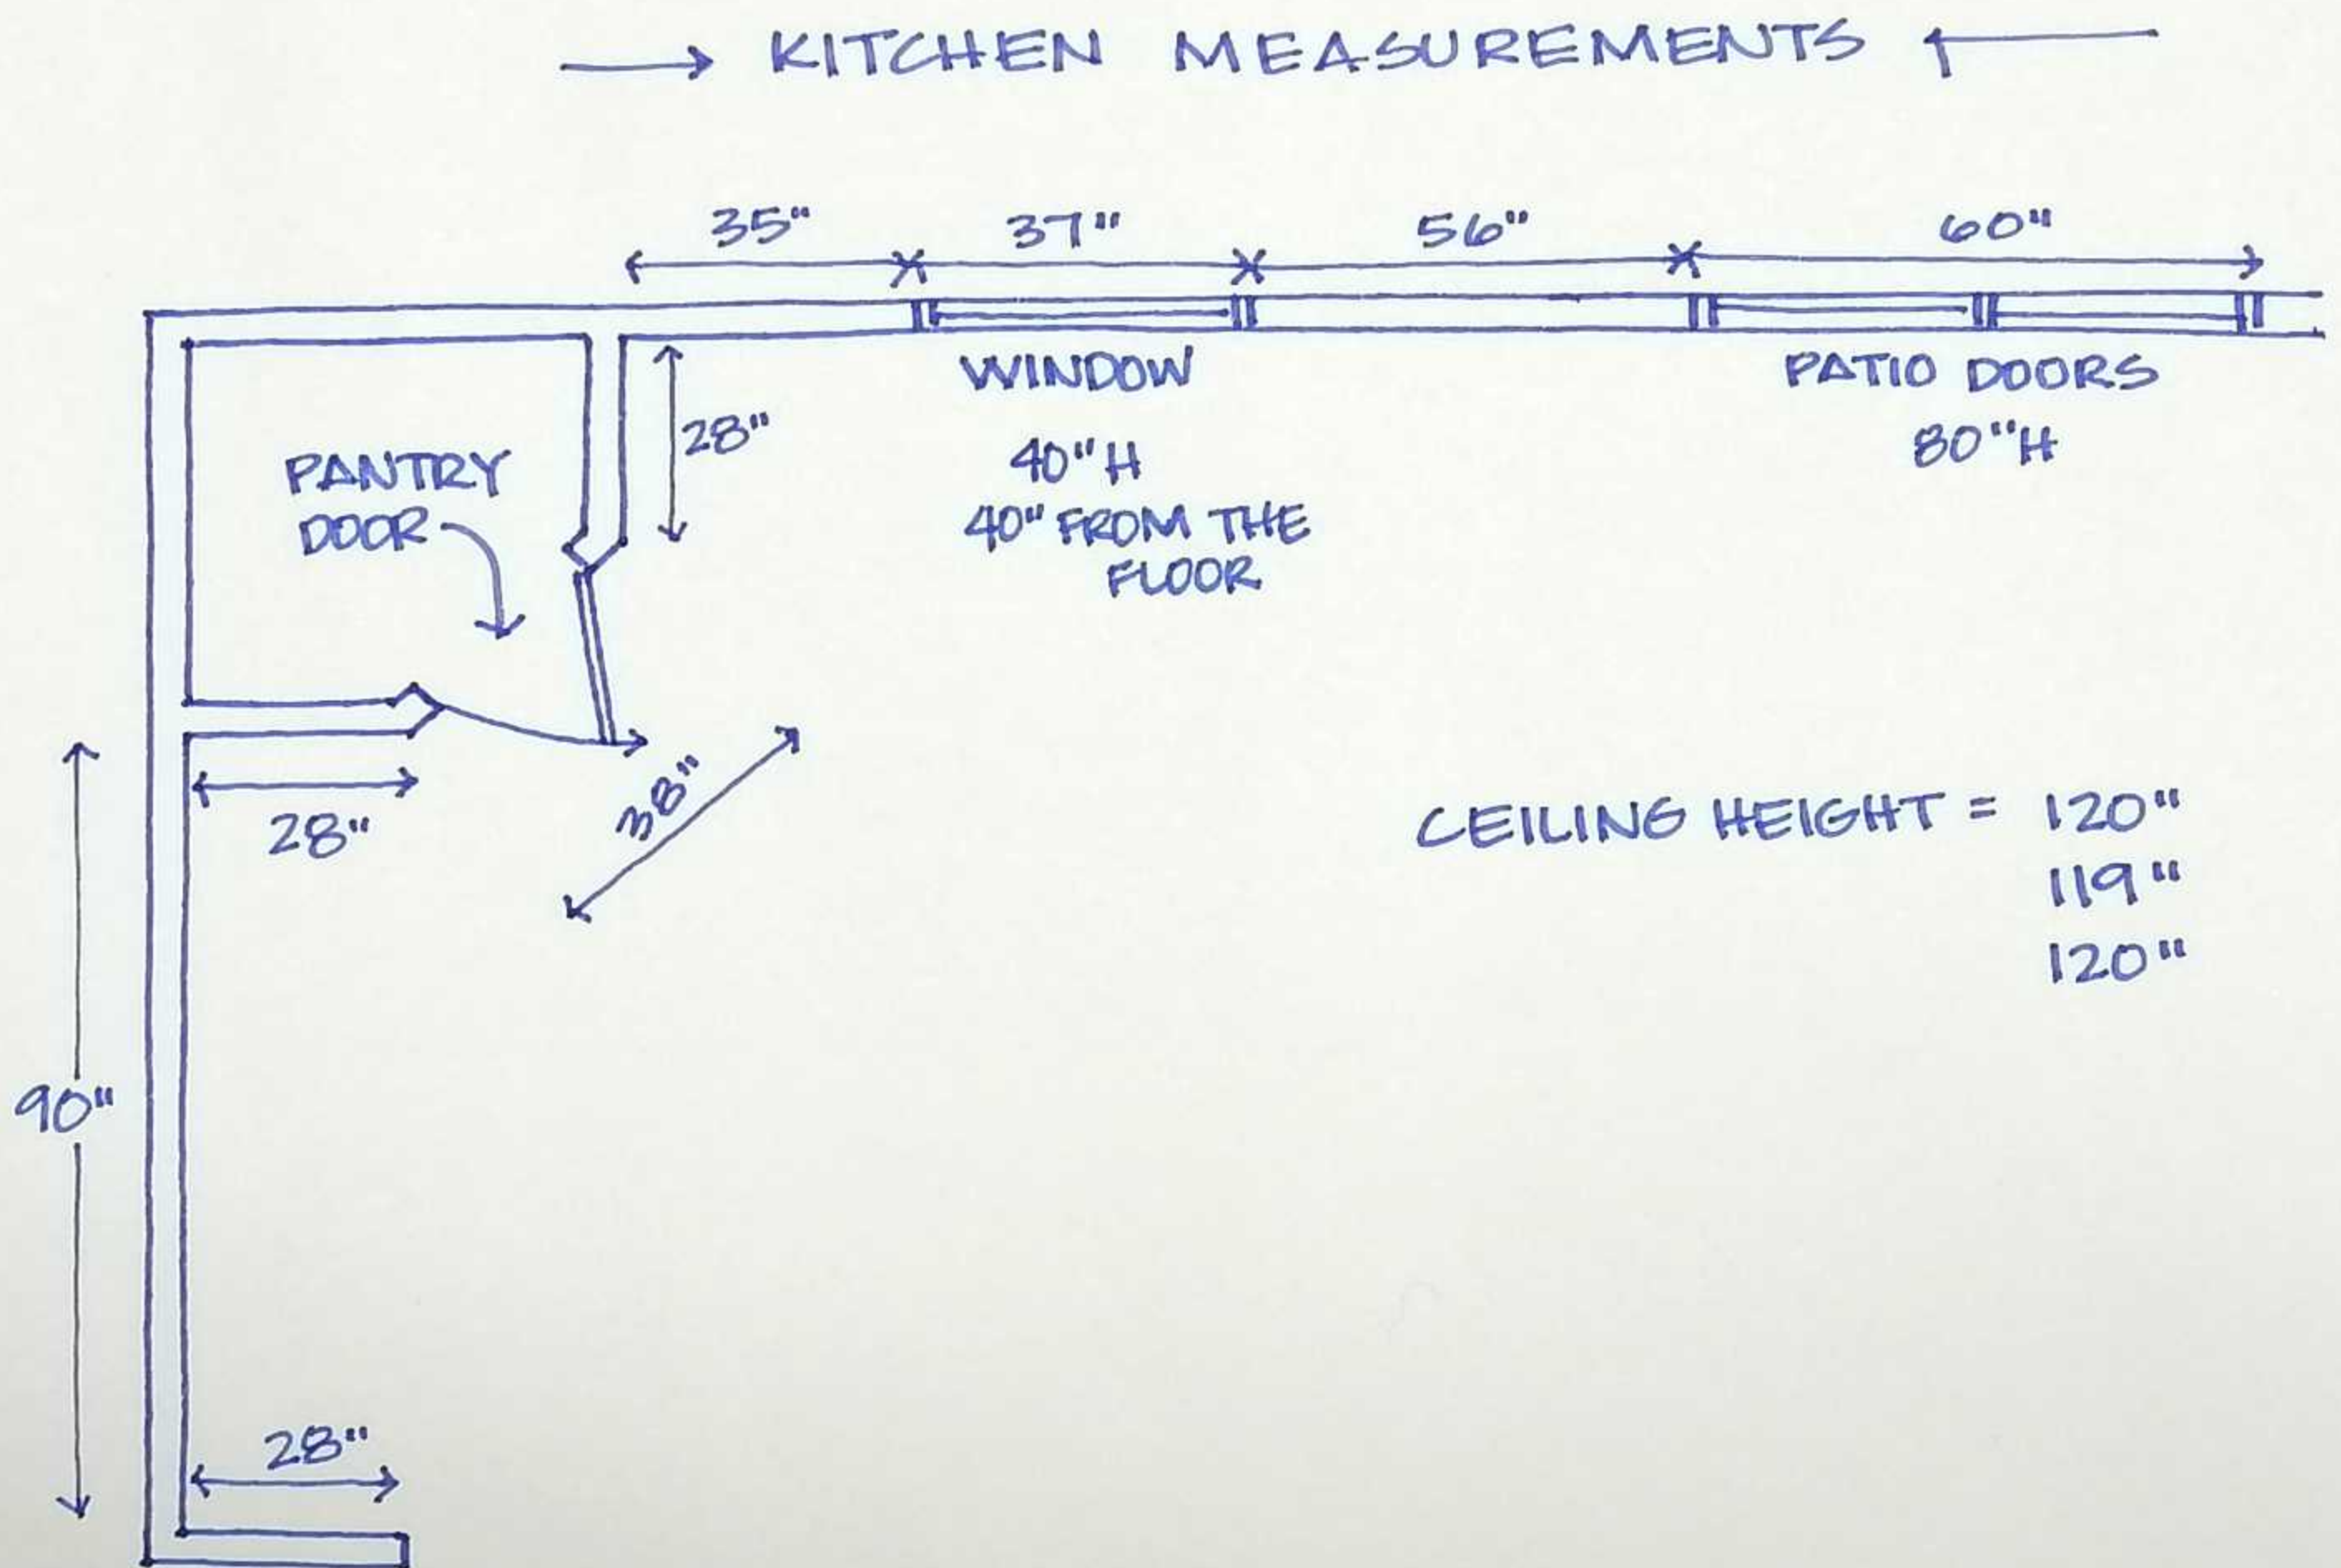 KITCHEN MEASUREMENTS
35" 37" 56" 60"
WINDOW
40"H
40" FROM THE
FLOOR
PATIO DOORS
80"H
28"
PANTRY
DOOR
28"
38"
CEILING HEIGHT = 120"
119"
120"
90"
28"